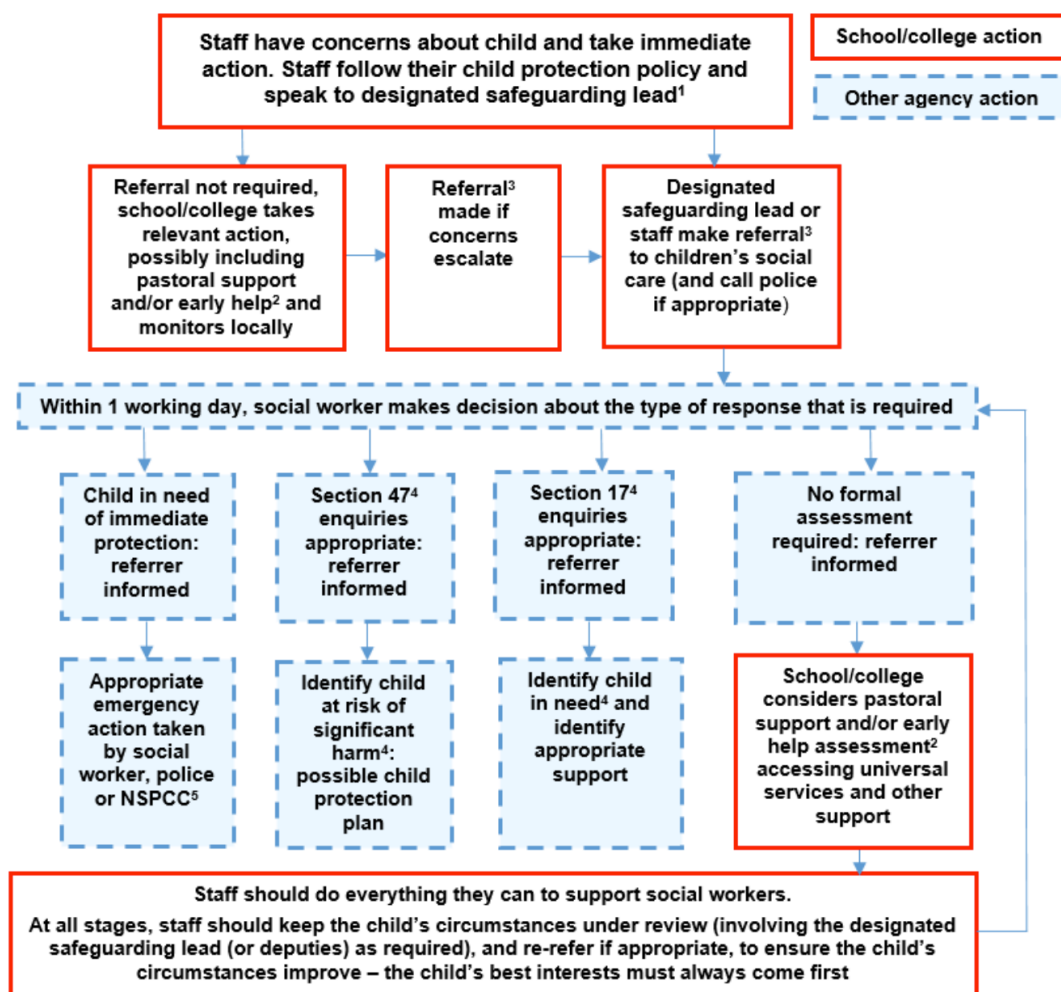 Staff have concerns about child and take immediate
action. Staff follow their child protection policy and
speak to designated safeguarding lead¹
School/college action
Other agency action
Referral not required,
school/college takes
relevant action,
possibly including
pastoral support
and/or early help² and
monitors locally
Referral³
made if
concerns
escalate
Designated
safeguarding lead or
staff make referral³
to children's social
care (and call police
if appropriate)
Within 1 working day, social worker makes decision about the type of response that is required
Child in need
of immediate
protection:
referrer
informed
Section 47⁴
enquiries
appropriate:
referrer
informed
Section 17⁴
enquiries
appropriate:
referrer
informed
No formal
assessment
required: referrer
informed
Appropriate
emergency
action taken
by social
worker, police
or NSPCC⁵
Identify child
at risk of
significant
harm⁴:
possible child
protection
plan
Identify child
in need⁴ and
identify
appropriate
support
School/college
considers pastoral
support and/or early
help assessment²
accessing universal
services and other
support
Staff should do everything they can to support social workers.
At all stages, staff should keep the child's circumstances under review (involving the designated
safeguarding lead (or deputies) as required), and re-refer if appropriate, to ensure the child's
circumstances improve – the child's best interests must always come first